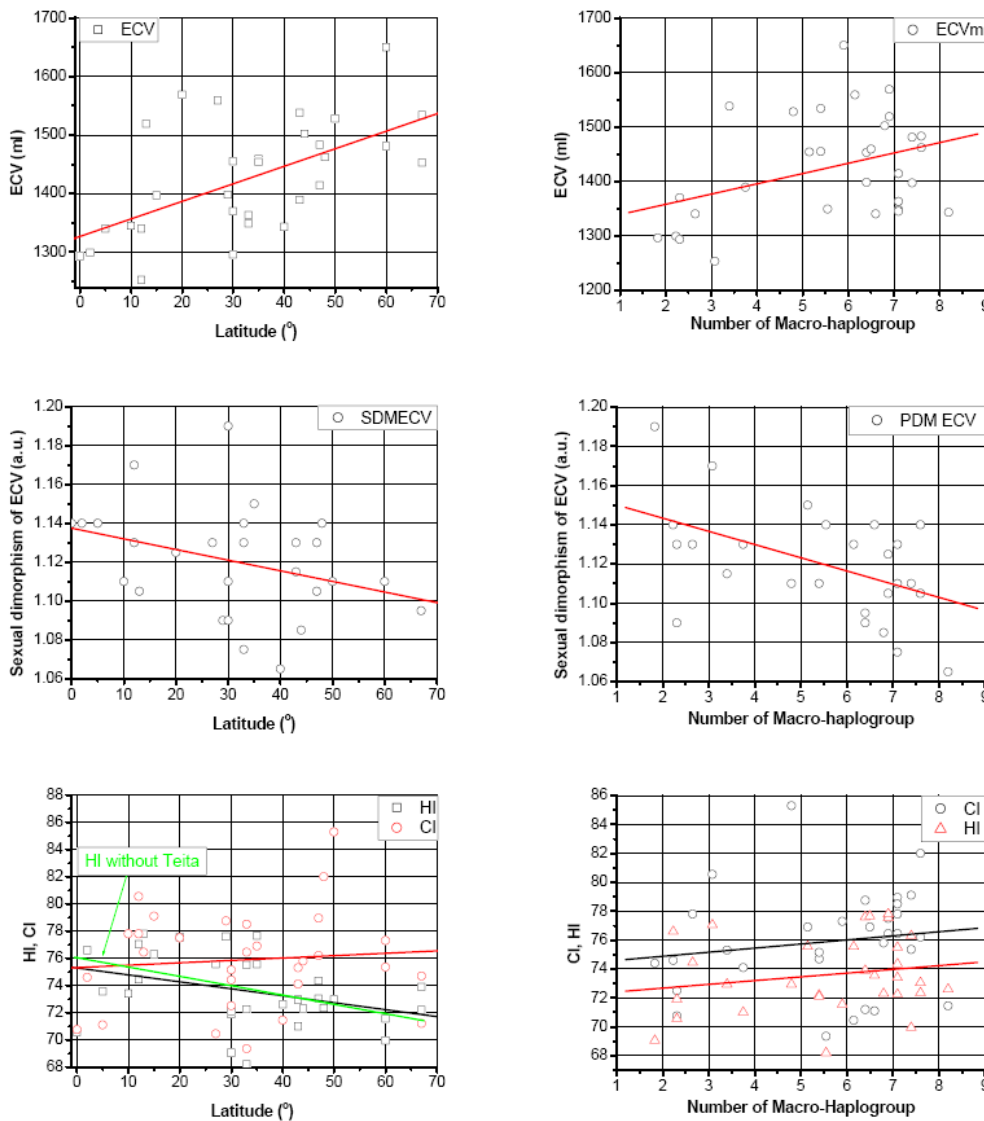 1700
1600
1500
1400
1300
0 10 20 30 40 50 60 70
ECV (ml)
Latitude (°)
ECV
1700
1600
1500
1400
1300
1200
1 2 3 4 5 6 7 8 9
ECV (ml)
Number of Macro-haplogroup
ECVm
1.20
1.18
1.16
1.14
1.12
1.10
1.08
1.06
0 10 20 30 40 50 60 70
Sexual dimorphism of ECV (a.u.)
Latitude (°)
SDMECV
1.20
1.18
1.16
1.14
1.12
1.10
1.08
1.06
1 2 3 4 5 6 7 8 9
Sexual dimorphism of ECV (a.u.)
Number of Macro-haplogroup
PDM ECV
88
86
84
82
80
78
76
74
72
70
68
0 10 20 30 40 50 60 70
HI, CI
Latitude (°)
HI
CI
HI without Teita
86
84
82
80
78
76
74
72
70
68
1 2 3 4 5 6 7 8 9
CI, HI
Number of Macro-Haplogroup
CI
HI